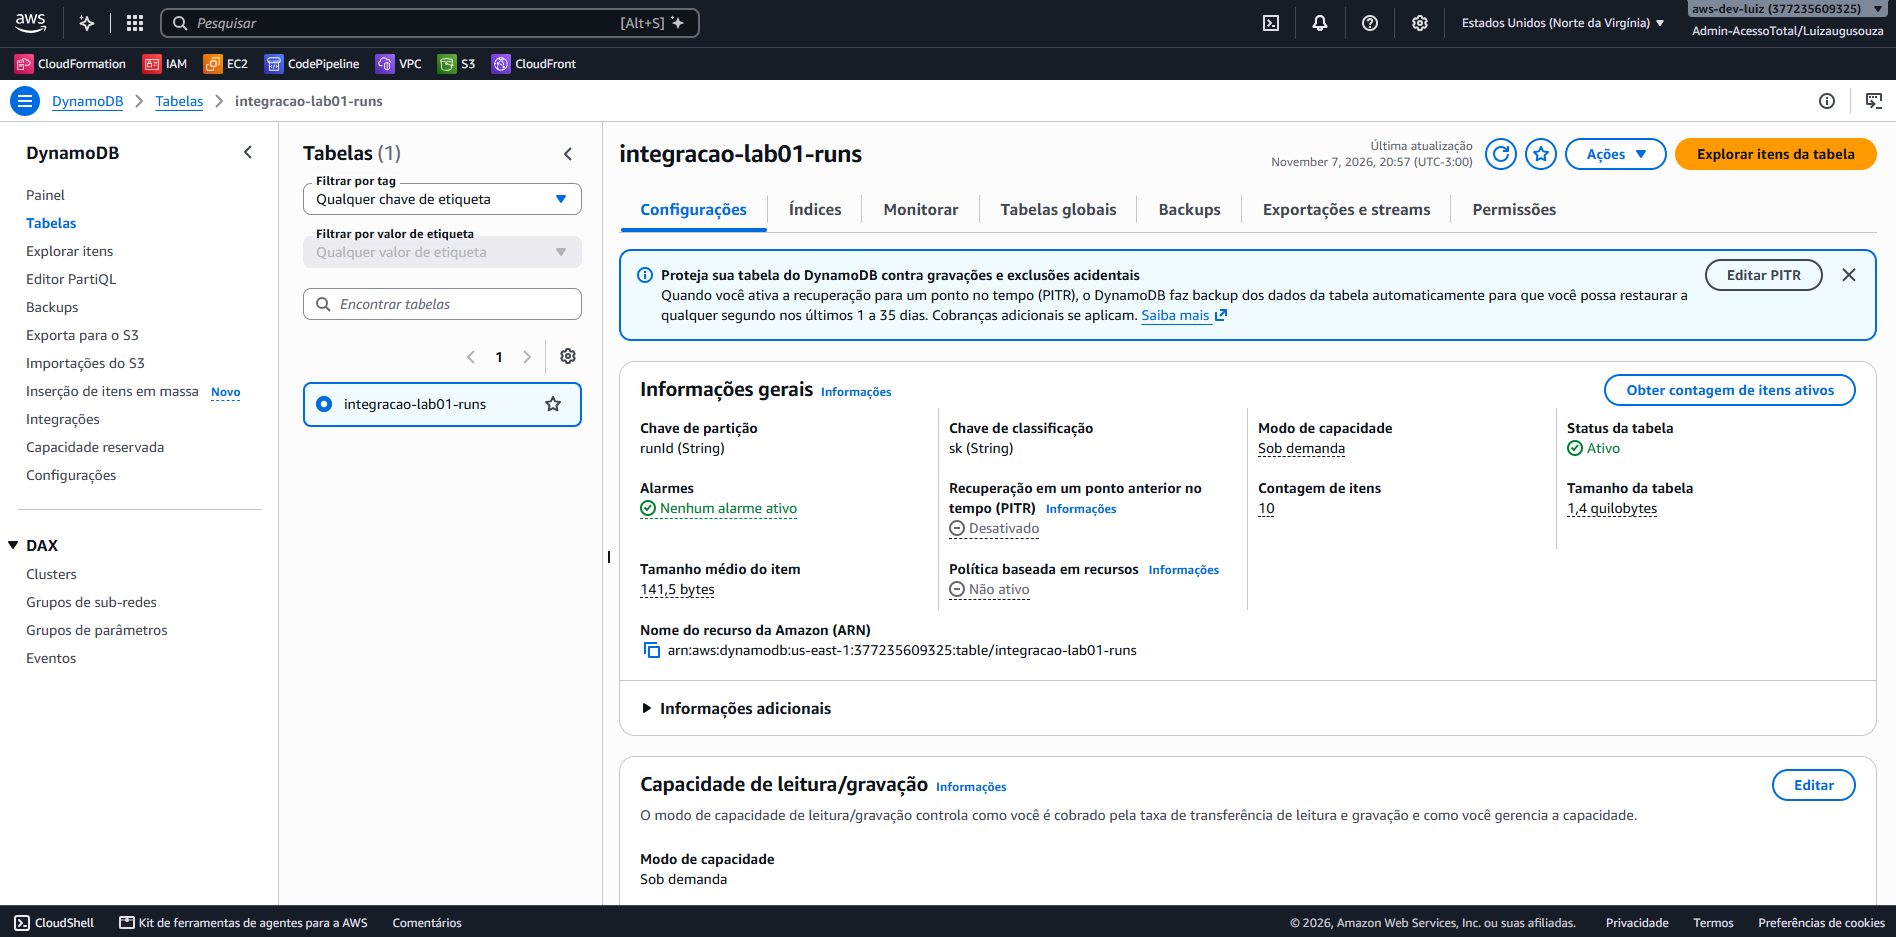 aws
Pesquisar
[Alt+S]
Estados Unidos (Norte da Virgínia)
aws-dev-luiz (377235609325)
Admin-AcessoTotal/Luizaugusouza
CloudFormation
IAM
EC2
CodePipeline
VPC
S3
CloudFront
DynamoDB
Tabelas
integracao-lab01-runs
DynamoDB
Painel
Tabelas
Explorar itens
Editor PartiQL
Backups
Exporta para o S3
Importações do S3
Inserção de itens em massa Novo
Integrações
Capacidade reservada
Configurações
DAX
Clusters
Grupos de sub-redes
Grupos de parâmetros
Eventos
Tabelas (1)
Filtrar por tag
Qualquer chave de etiqueta
Filtrar por valor de etiqueta
Qualquer valor de etiqueta
Encontrar tabelas
1
integracao-lab01-runs
integracao-lab01-runs
Última atualização
November 7, 2026, 20:57 (UTC-3:00)
Ações
Explorar itens da tabela
Configurações
Índices
Monitorar
Tabelas globais
Backups
Exportações e streams
Permissões
Proteja sua tabela do DynamoDB contra gravações e exclusões acidentais
Quando você ativa a recuperação para um ponto no tempo (PITR), o DynamoDB faz backup dos dados da tabela automaticamente para que você possa restaurar a
qualquer segundo nos últimos 1 a 35 dias. Cobranças adicionais se aplicam. Saiba mais
Editar PITR
Informações gerais Informações
Obter contagem de itens ativos
Chave de partição
runId (String)
Chave de classificação
sk (String)
Modo de capacidade
Sob demanda
Status da tabela
Ativo
Alarmes
Nenhum alarme ativo
Recuperação em um ponto anterior no
tempo (PITR) Informações
Desativado
Contagem de itens
10
Tamanho da tabela
1,4 quilobytes
Tamanho médio do item
141,5 bytes
Política baseada em recursos Informações
Não ativo
Nome do recurso da Amazon (ARN)
arn:aws:dynamodb:us-east-1:377235609325:table/integracao-lab01-runs
Informações adicionais
Capacidade de leitura/gravação Informações
Editar
O modo de capacidade de leitura/gravação controla como você é cobrado pela taxa de transferência de leitura e gravação e como você gerencia a capacidade.
Modo de capacidade
Sob demanda
CloudShell
Kit de ferramentas de agentes para a AWS
Comentários
© 2026, Amazon Web Services, Inc. ou suas afiliadas.
Privacidade
Termos
Preferências de cookies